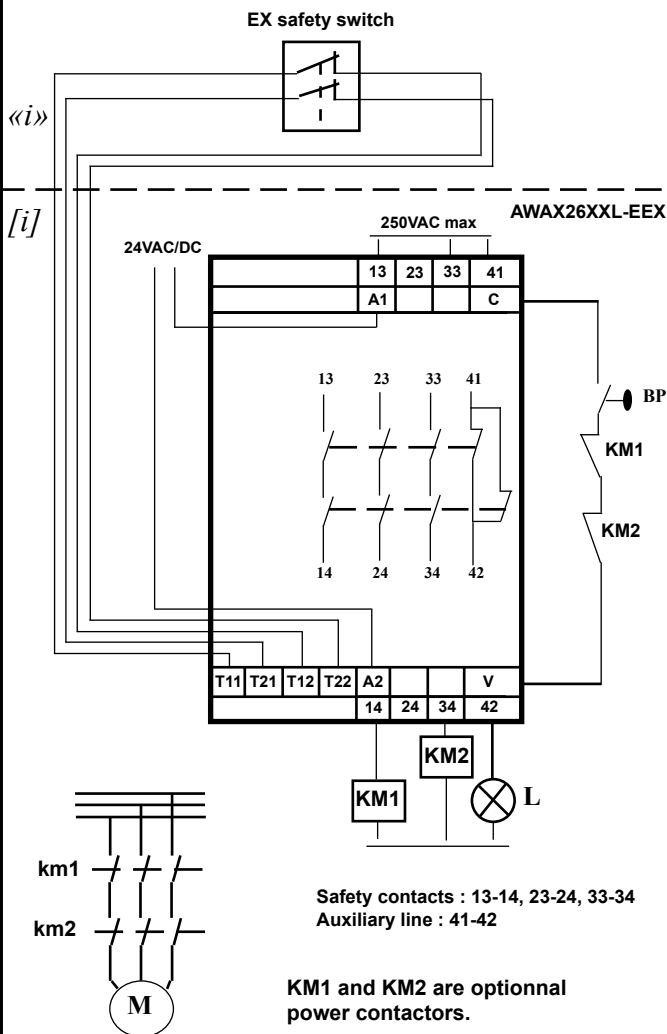 EX safety switch
«i»
[i]
AWAX26XXL-EEX
250VAC max
24VAC/DC
13 23 33 41
A1 C
13 23 33 41
BP
KM1
KM2
14 24 34 42
T11 T21 T12 T22 A2 V
14 24 34 42
KM2
KM1
L
km1
km2
M
Safety contacts : 13-14, 23-24, 33-34
Auxiliary line : 41-42
KM1 and KM2 are optionnal
power contactors.